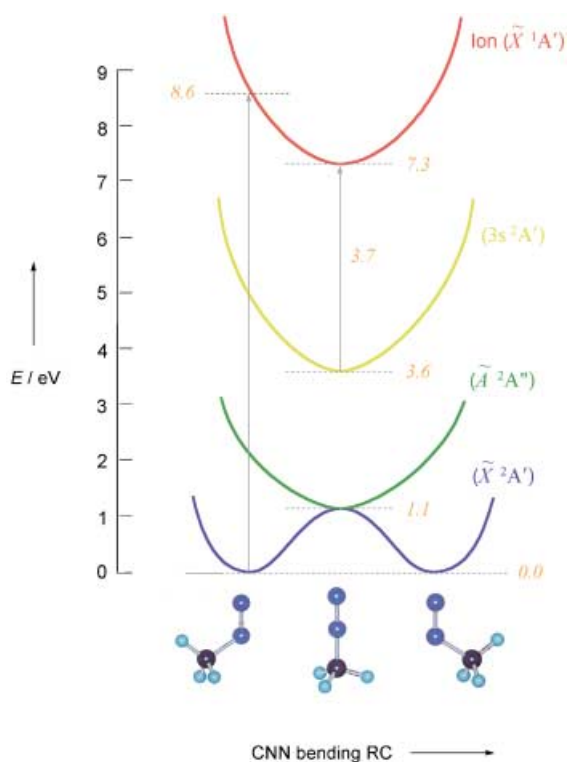 Ion (X̃ ¹A′)
9
8.6
8
7.3
7
(3s ²A′)
6
3.7
5
4
3.6
E / eV
(Ã ²A″)
3
2
(X̃ ²A′)
1.1
1
0
0.0
CNN bending RC